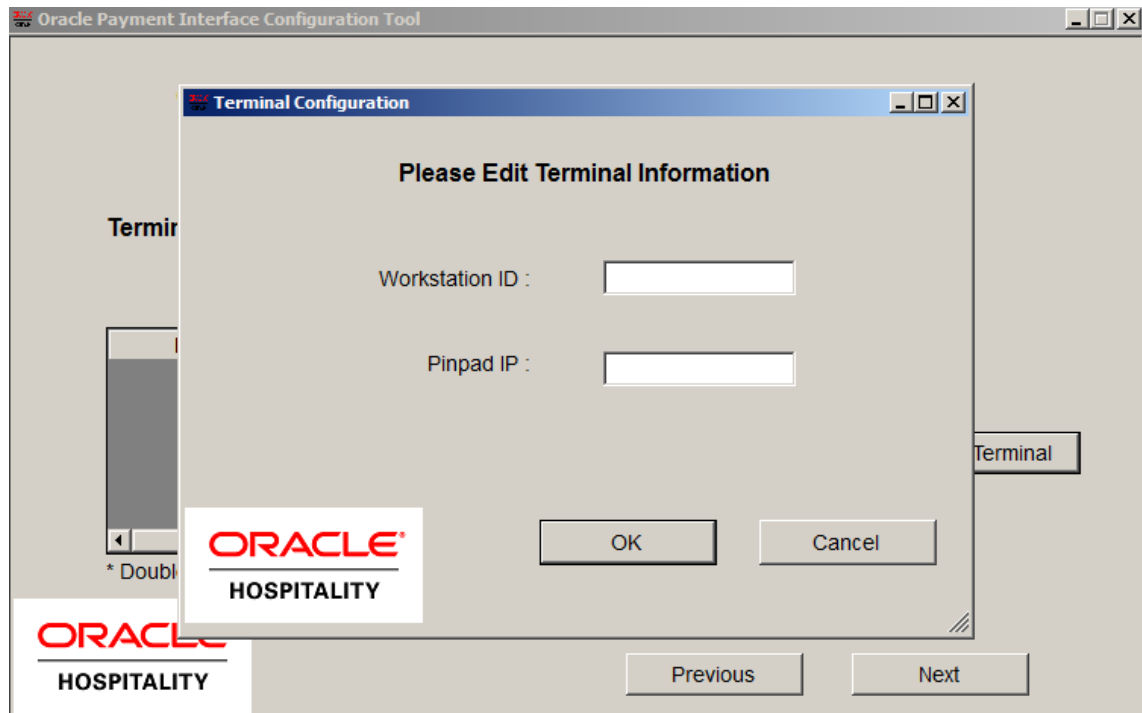 Oracle Payment Interface Configuration Tool
Terminal Configuration
Please Edit Terminal Information
Workstation ID :
Pinpad IP :
Terminal
ORACLE®
HOSPITALITY
OK
Cancel
HOSPITALITY
Previous
Next